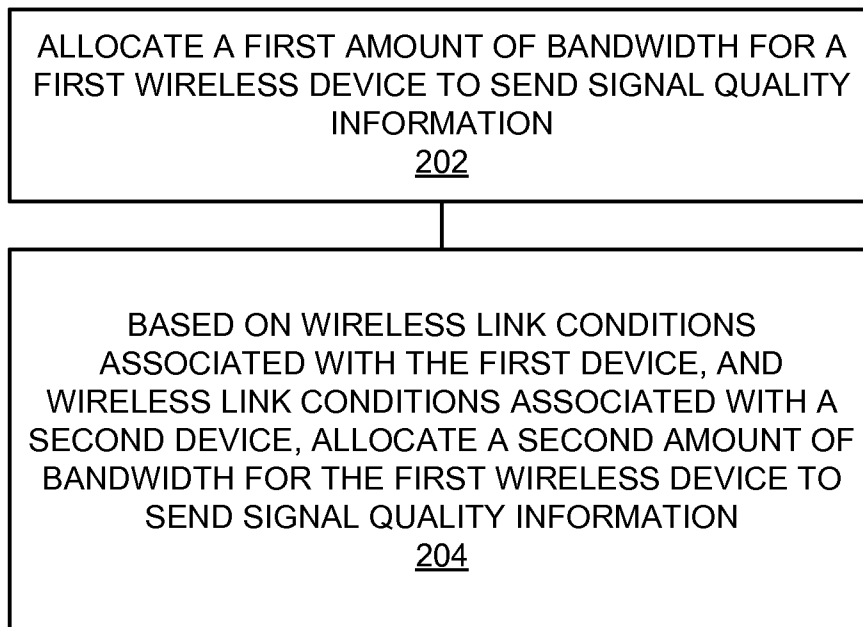 ALLOCATE A FIRST AMOUNT OF BANDWIDTH FOR A
FIRST WIRELESS DEVICE TO SEND SIGNAL QUALITY
INFORMATION
202
BASED ON WIRELESS LINK CONDITIONS
ASSOCIATED WITH THE FIRST DEVICE, AND
WIRELESS LINK CONDITIONS ASSOCIATED WITH A
SECOND DEVICE, ALLOCATE A SECOND AMOUNT OF
BANDWIDTH FOR THE FIRST WIRELESS DEVICE TO
SEND SIGNAL QUALITY INFORMATION
204